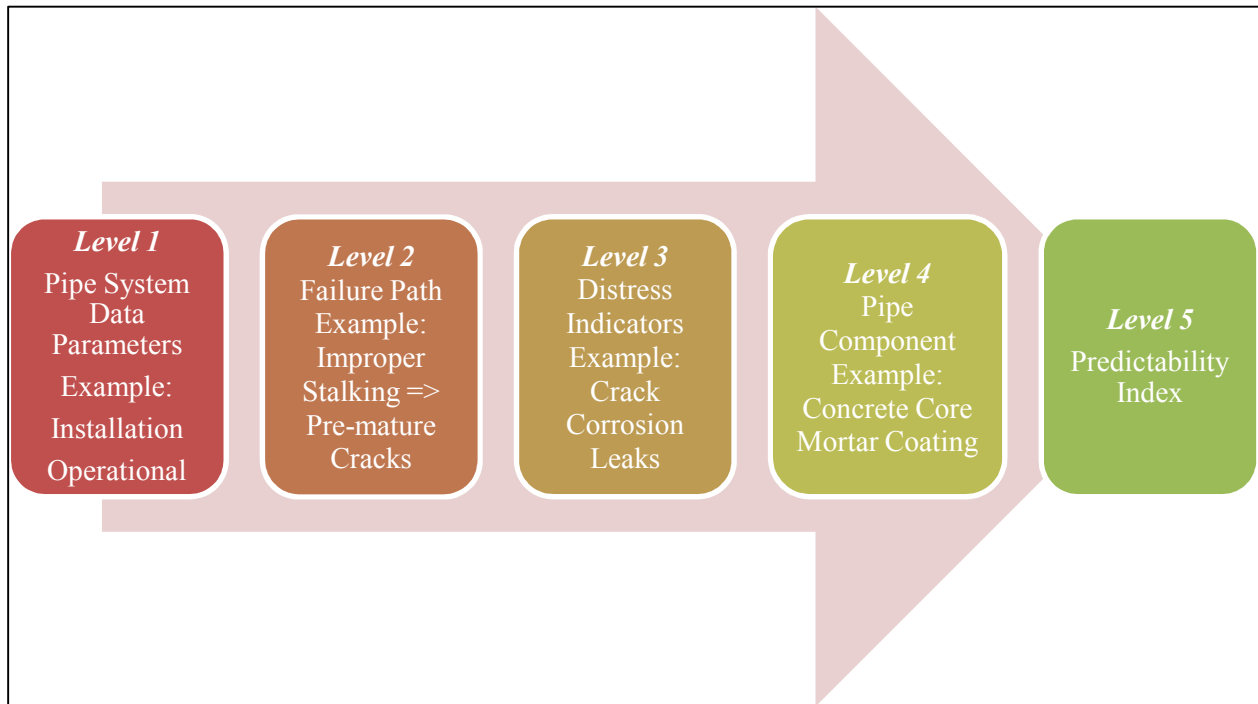 Level 1
Pipe System
Data
Parameters
Example:
Installation
Operational
Level 2
Failure Path
Example:
Improper
Stalking =>
Pre-mature
Cracks
Level 3
Distress
Indicators
Example:
Crack
Corrosion
Leaks
Level 4
Pipe
Component
Example:
Concrete Core
Mortar Coating
Level 5
Predictability
Index